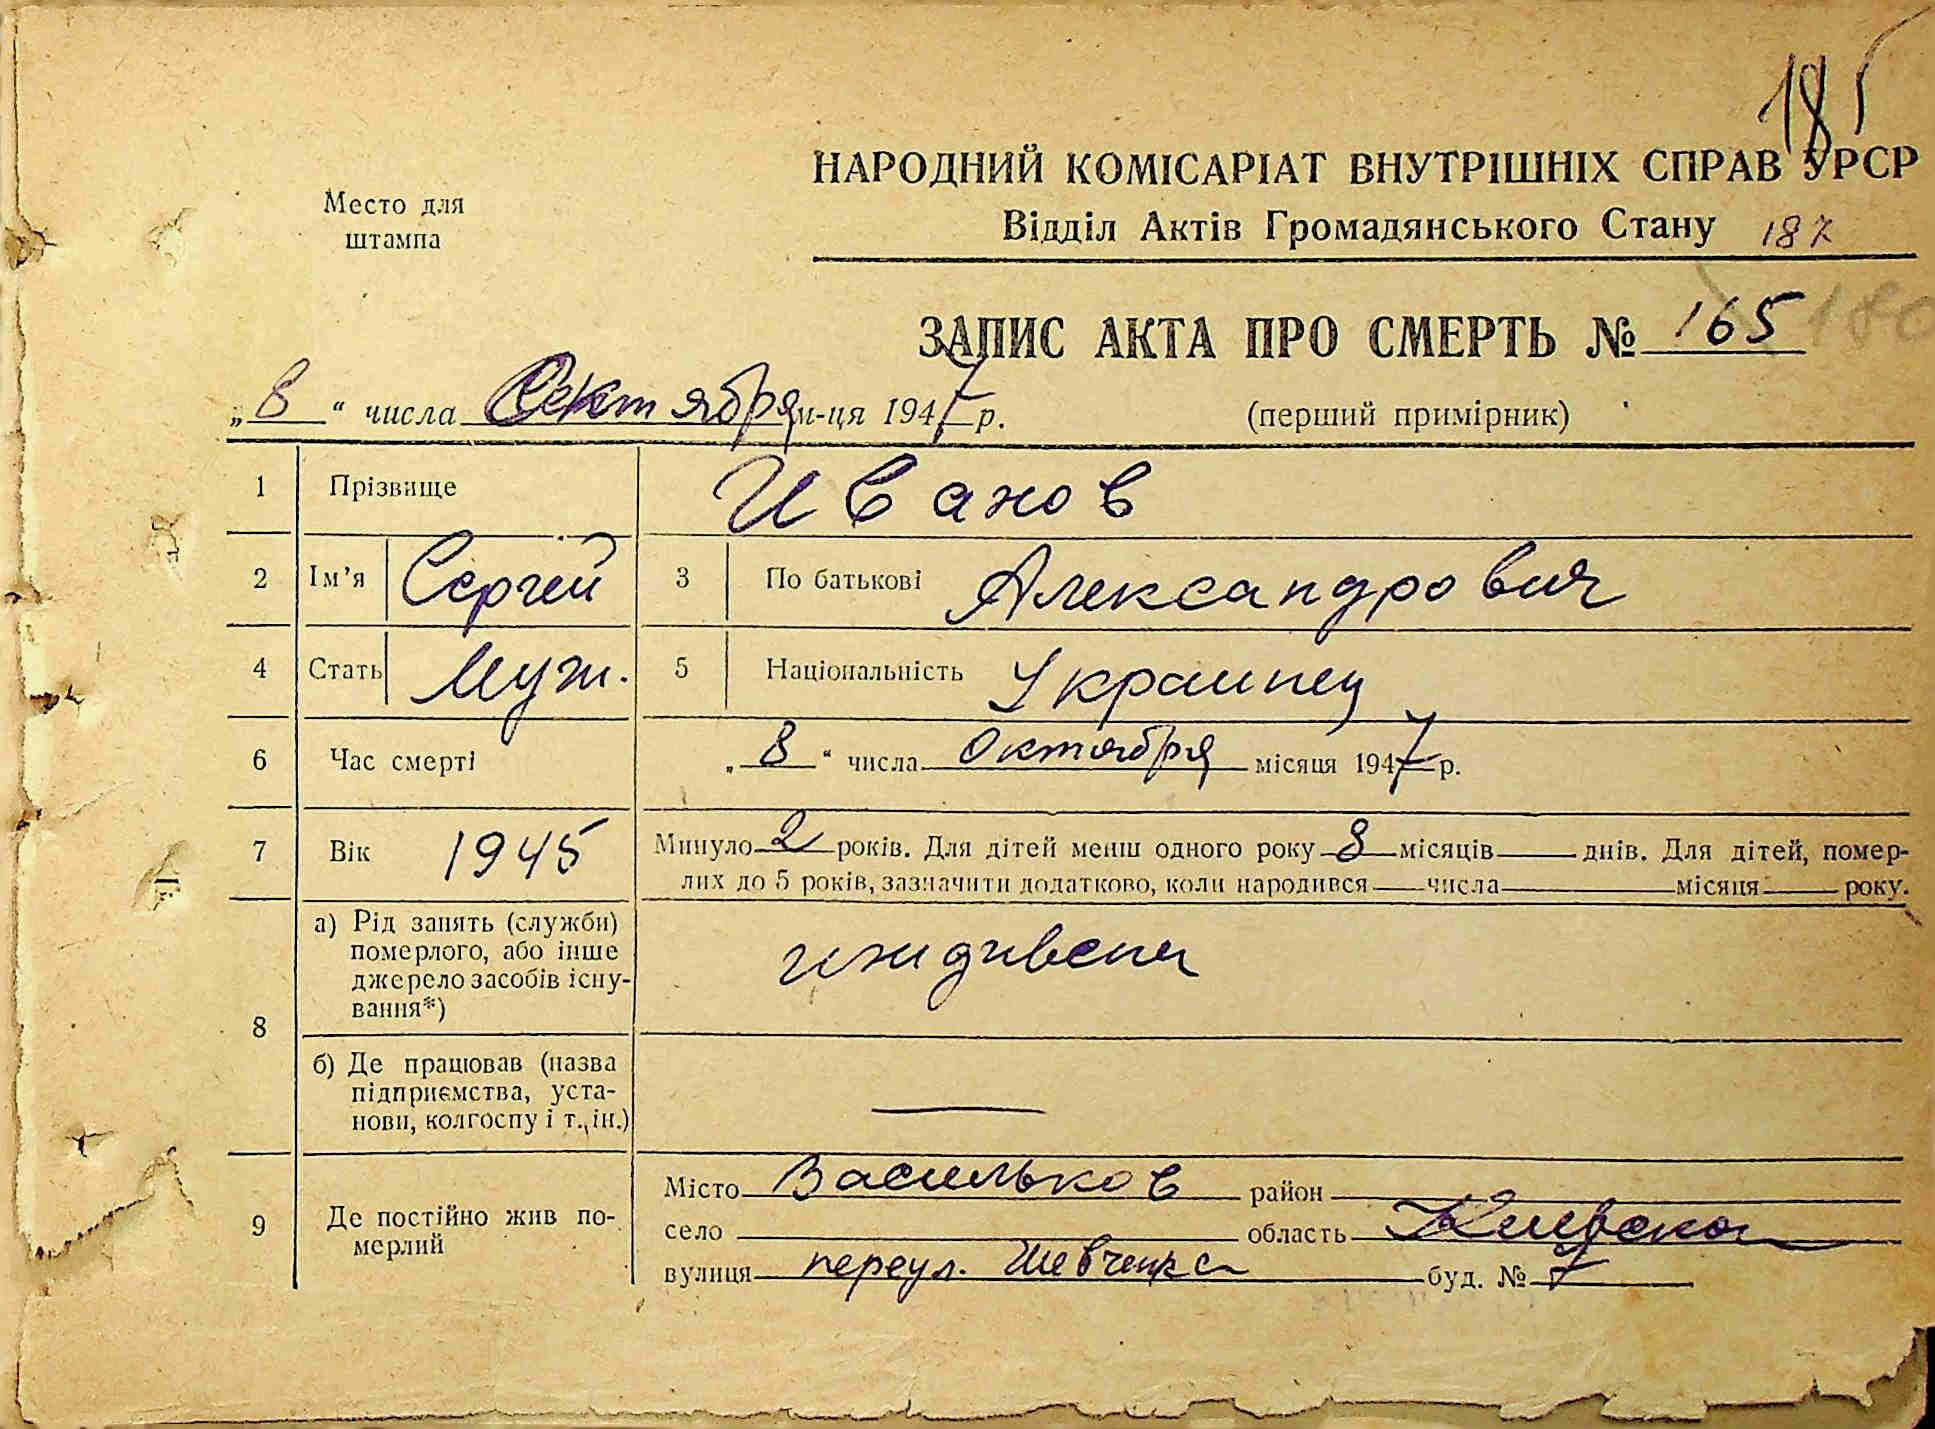 185
Место для
штампа
НАРОДНИЙ КОМІСАРІАТ ВНУТРІШНІХ СПРАВ УРСР
Відділ Актів Громадянського Стану 187
180
ЗАПИС АКТА ПРО СМЕРТЬ № 165
„8“ числа Октября м-ця 1947 р. (перший примірник)
1 Прізвище Иванов
2 Ім’я Сергей 3 По батькові Александрович
4 Стать Муж. 5 Національність Украинец
6 Час смерті „8“ числа Октября місяця 1947 р.
7 Вік 1945 Минуло 2 років. Для дітей менш одного року 8 місяців днів. Для дітей, помер-
лих до 5 років, зазначити додатково, коли народився числа місяця року.
8 а) Рід занять (служби)
померлого, або інше
джерело засобів існу-
вання*)
иждивенец
б) Де працював (назва
підприємства, уста-
нови, колгоспу і т. ін.) —
9 Де постійно жив по-
мерлий
Місто Васильков район
село область Киевская
вулиця переул. Шевченка буд. № 7